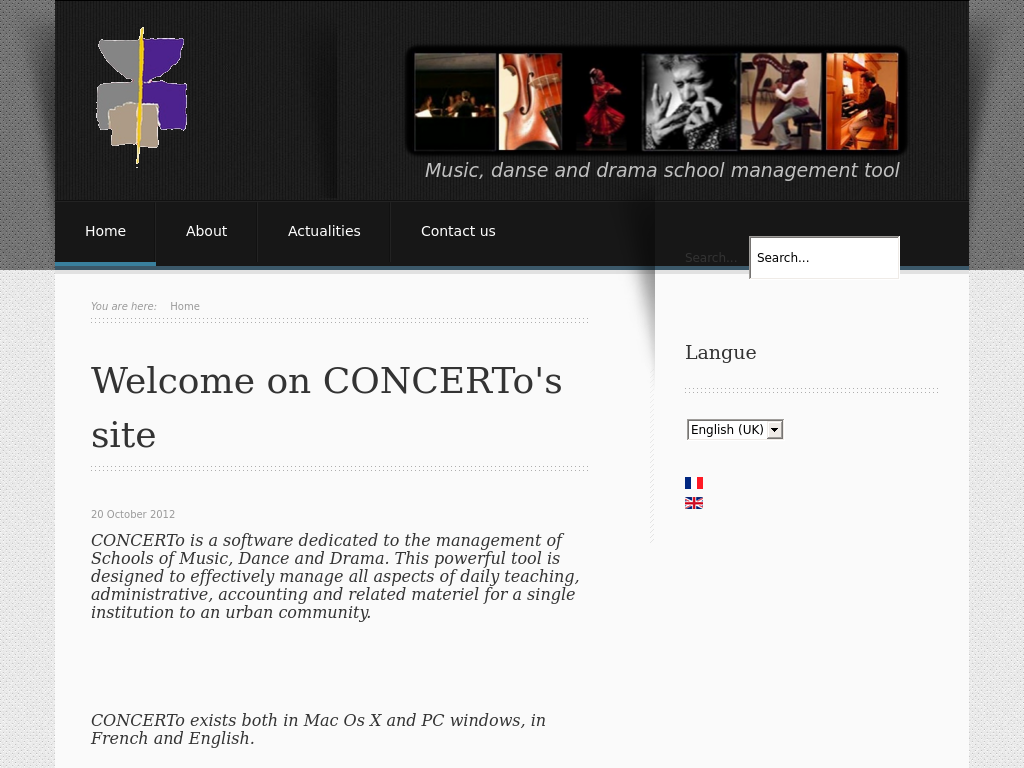 Music, danse and drama school management tool
Home
About
Actualities
Contact us
Search...
Search...
You are here: Home
Welcome on CONCERTo's
site
20 October 2012
CONCERTo is a software dedicated to the management of
Schools of Music, Dance and Drama. This powerful tool is
designed to effectively manage all aspects of daily teaching,
administrative, accounting and related materiel for a single
institution to an urban community.
CONCERTo exists both in Mac Os X and PC windows, in
French and English.
Langue
English (UK)